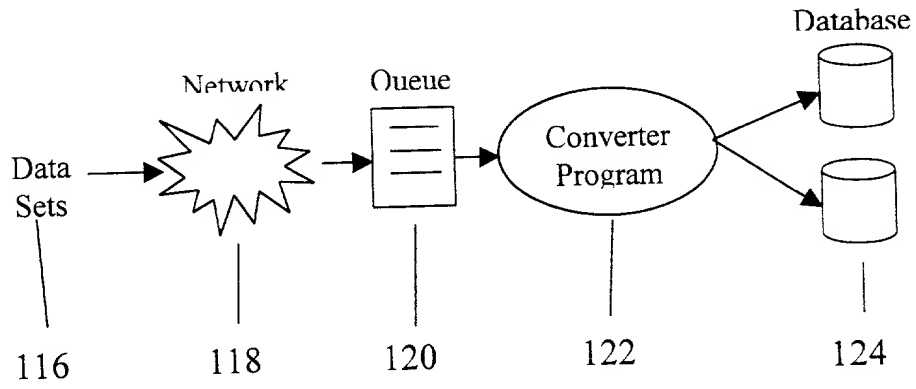 Database
Network
Queue
Converter
Program
Data
Sets
116
118
120
122
124